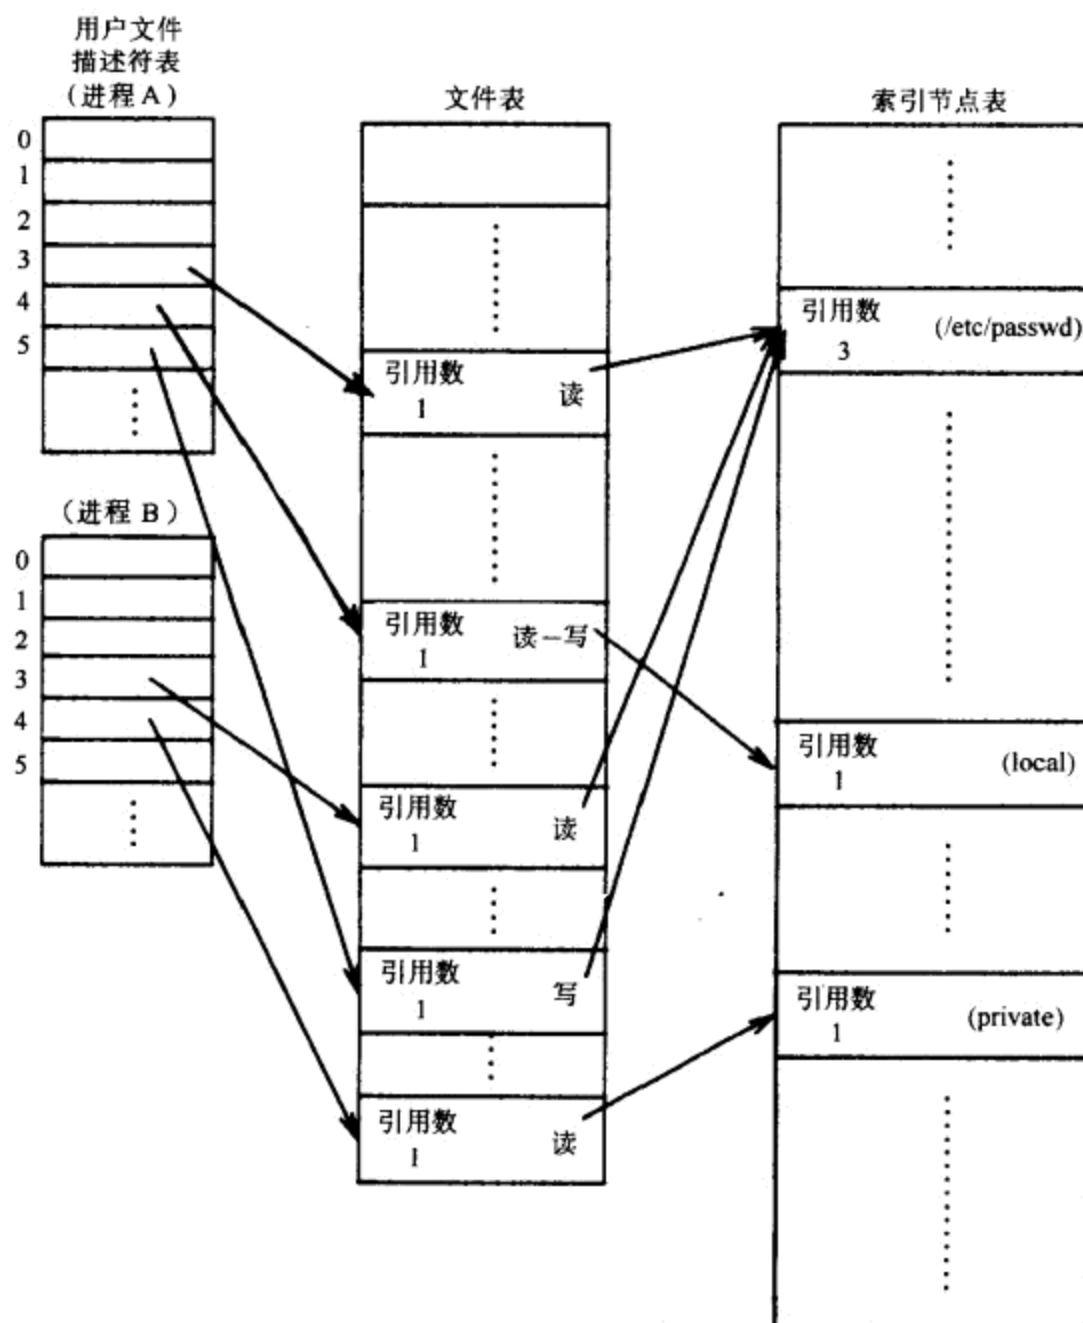 用户文件
描述符表
(进程A)
文件表
索引节点表
0
1
2
3
4
5
引用数
1
读
引用数
3
(/etc/passwd)
(进程 B)
0
1
2
3
4
5
引用数
1
读-写
引用数
1
读
引用数
1
(local)
引用数
1
写
引用数
1
(private)
引用数
1
读